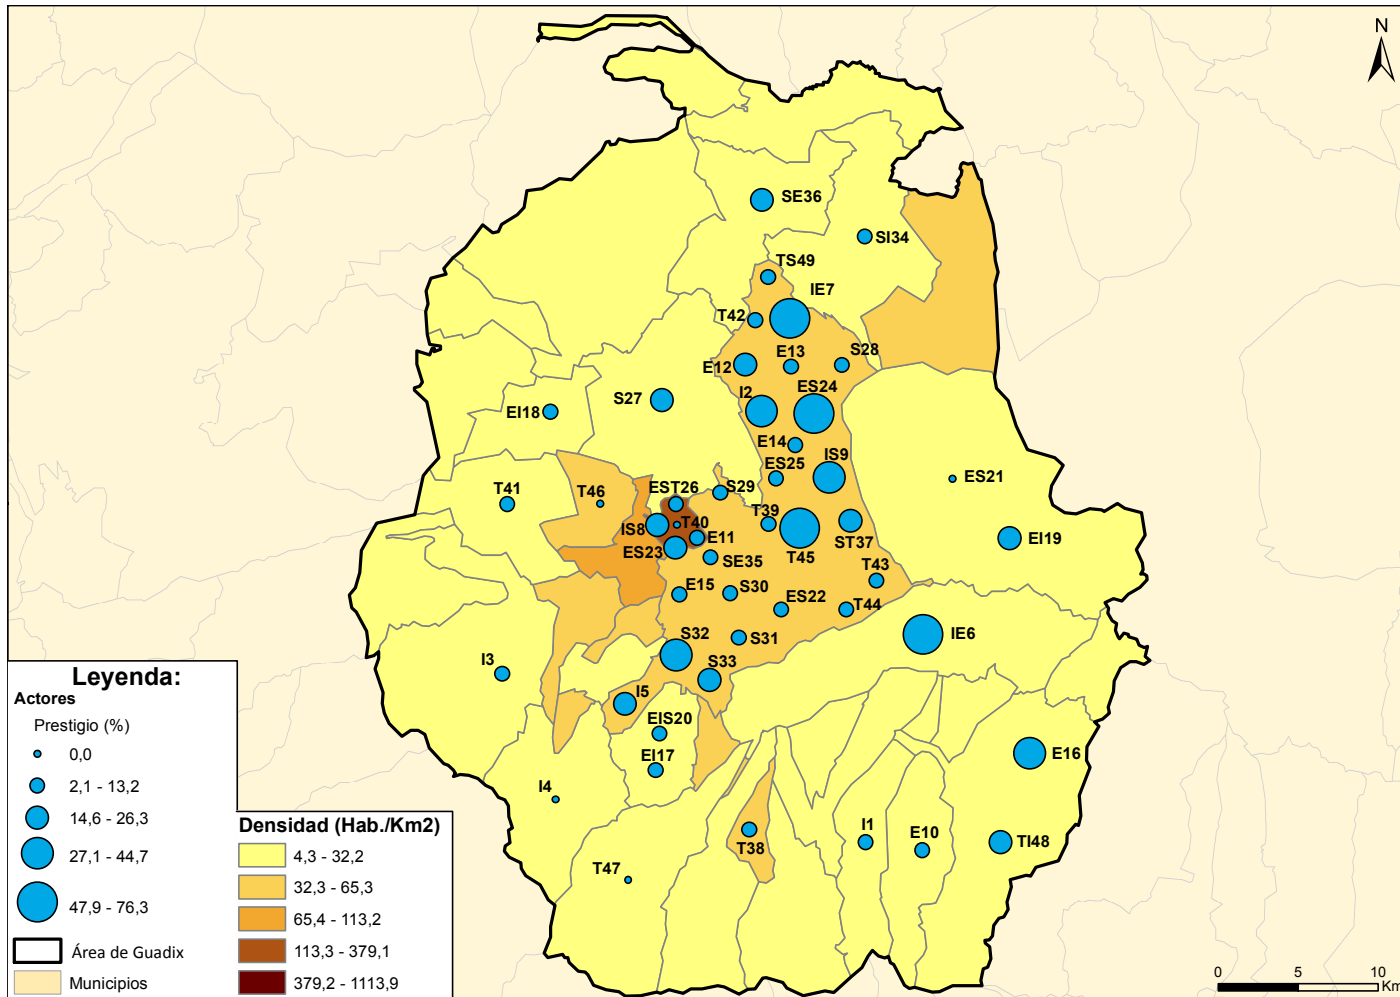 N
SE36
SI34
TS49
IE7
T42
E13
S28
E12
ES24
I2
S27
EI18
E14
IS9
ES25
ES21
S29
EST26
T46
T41
T40
T39
IS8
E11
ST37
EI19
ES23
T45
SE35
T43
E15
S30
ES22
T44
S32
S31
IE6
S33
I3
I5
EIS20
EI17
E16
I4
I1
E10
TI48
T38
T47
Leyenda:
Actores
Prestigio (%)
0,0
2,1 - 13,2
14,6 - 26,3
27,1 - 44,7
47,9 - 76,3
Área de Guadix
Municipios
Densidad (Hab./Km2)
4,3 - 32,2
32,3 - 65,3
65,4 - 113,2
113,3 - 379,1
379,2 - 1113,9
0 5 10
Km